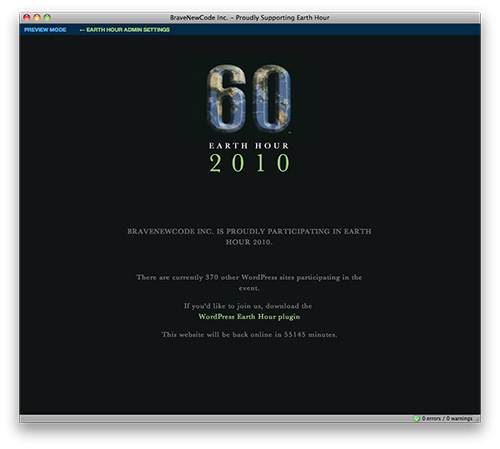 BraveNewCode Inc. – Proudly Supporting Earth Hour
PREVIEW MODE ← EARTH HOUR ADMIN SETTINGS
60
EARTH HOUR
2010
BRAVENEWCODE INC. IS PROUDLY PARTICIPATING IN EARTH
HOUR 2010.
There are currently 370 other WordPress sites participating in the
event.
If you'd like to join us, download the
WordPress Earth Hour plugin
This website will be back online in 55145 minutes.
0 errors / 0 warnings